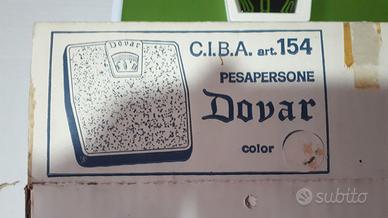 Dovar
C.I.B.A. art. 154
PESAPERSONE
Dovar
color
subito